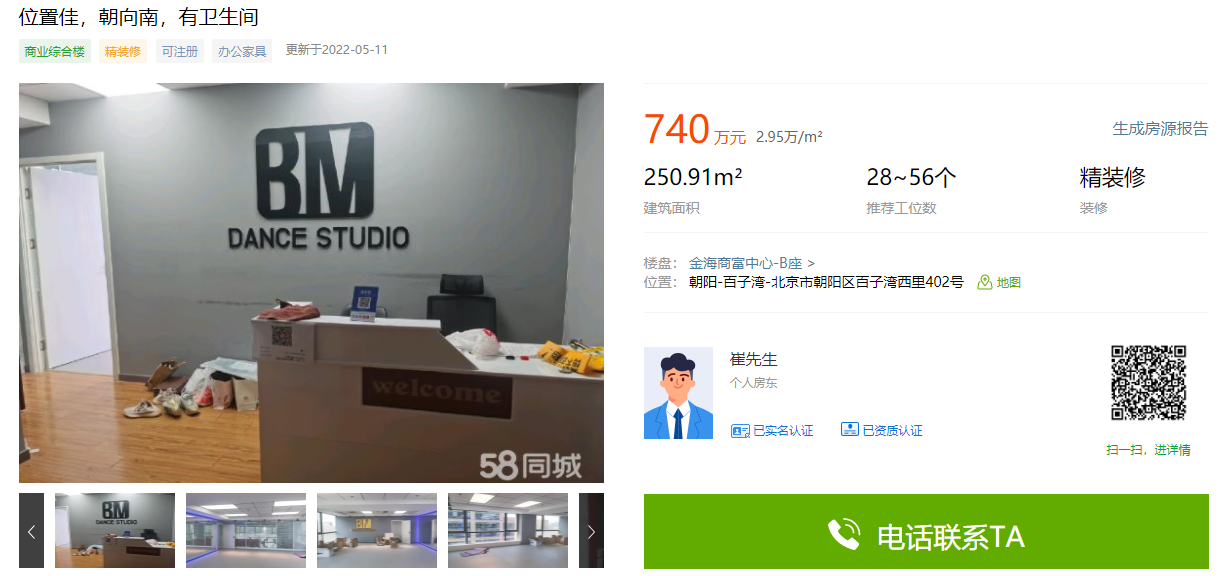 位置佳，朝向南，有卫生间
商业综合楼 精装修 可注册 办公家具 更新于2022-05-11
BM
DANCE STUDIO
welcome
58同城
BM
DANCE STUDIO
BM
740 万元 2.95万/m²
生成房源报告
250.91m² 28~56个 精装修
建筑面积 推荐工位数 装修
楼盘： 金海商富中心-B座 >
位置： 朝阳-百子湾-北京市朝阳区百子湾西里402号 地图
崔先生
个人房东
已实名认证 已资质认证
扫一扫，进详情
电话联系TA